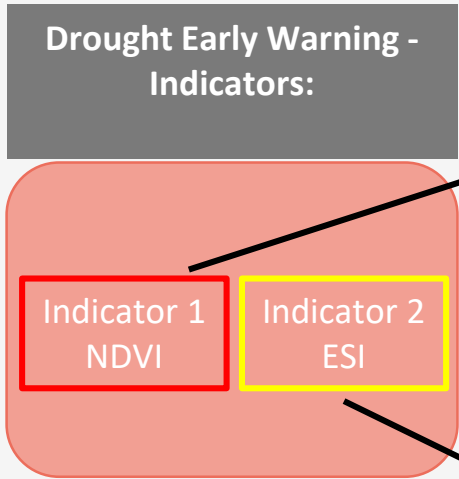 Drought Early Warning -
Indicators:
Indicator 1
NDVI
Indicator 2
ESI